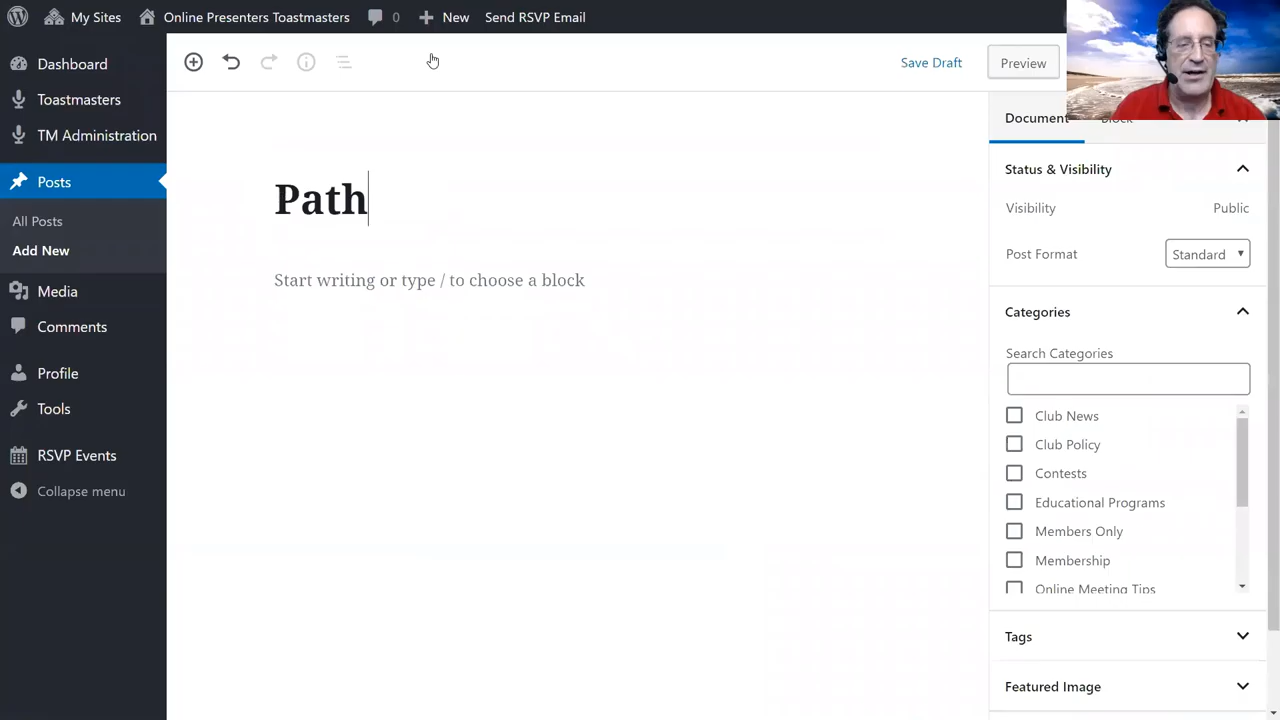 My Sites Online Presenters Toastmasters 0 New Send RSVP Email
Dashboard
Toastmasters
TM Administration
Posts
All Posts
Add New
Media
Comments
Profile
Tools
RSVP Events
Collapse menu
Save Draft
Preview
Path
Start writing or type / to choose a block
Document Block
Status & Visibility
Visibility Public
Post Format Standard
Categories
Search Categories
Club News
Club Policy
Contests
Educational Programs
Members Only
Membership
Online Meeting Tips
Tags
Featured Image